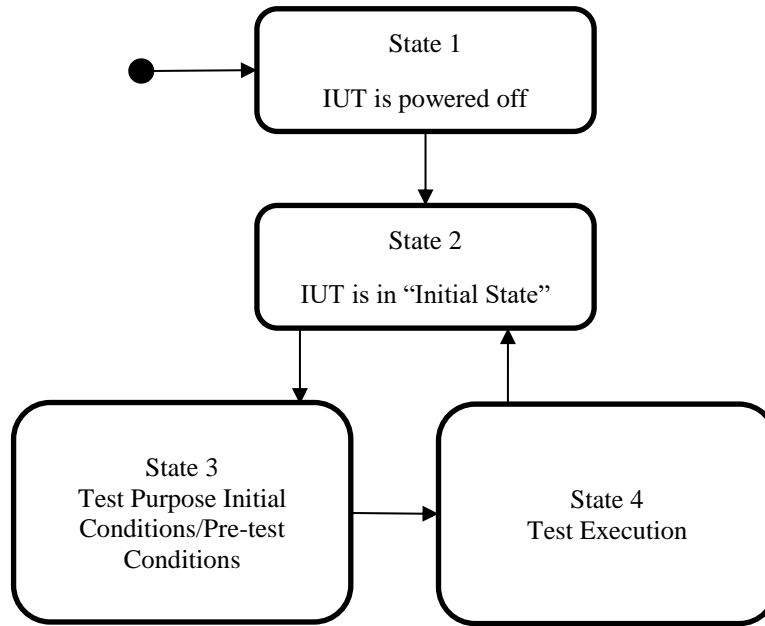 State 1
IUT is powered off
State 2
IUT is in “Initial State”
State 3
Test Purpose Initial
Conditions/Pre-test
Conditions
State 4
Test Execution